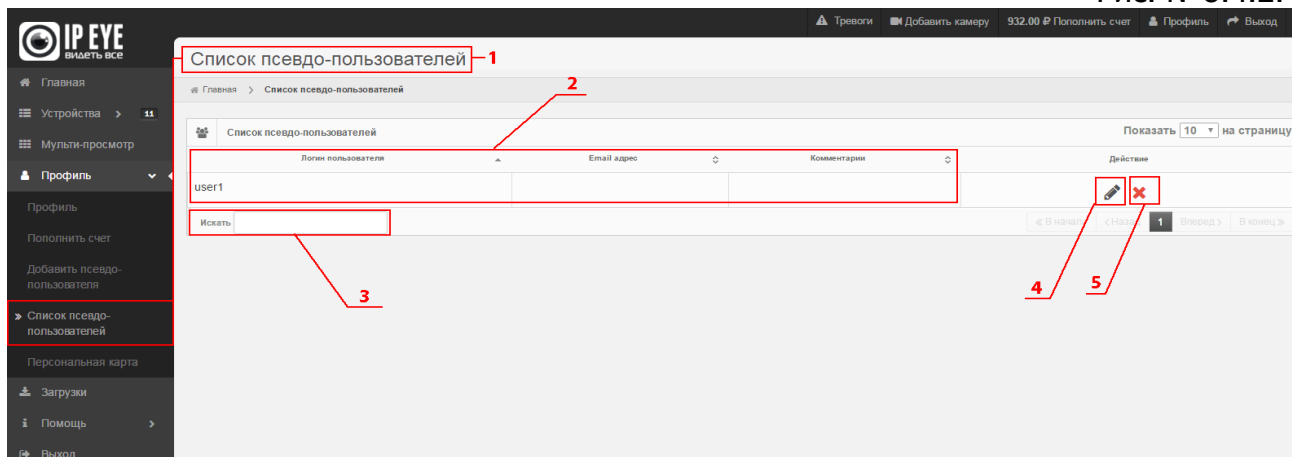 Тревоги Добавить камеру 932.00 ₽ Пополнить счет Профиль Выход
IP EYE
ВИДЕТЬ ВСЕ
Список псевдо-пользователей 1
Главная
Главная > Список псевдо-пользователей 2
Устройства > 11
Список псевдо-пользователей Показать 10 на страницу
Мульти-просмотр
Логин пользователя Email адрес Комментарии Действие
Профиль
user1
Профиль
Искать « В начало < Назад 1 Вперед > В конец »
Пополнить счет
Добавить псевдо-
пользователя
3 4 5
» Список псевдо-
пользователей
Персональная карта
Загрузки
Помощь >
Выход